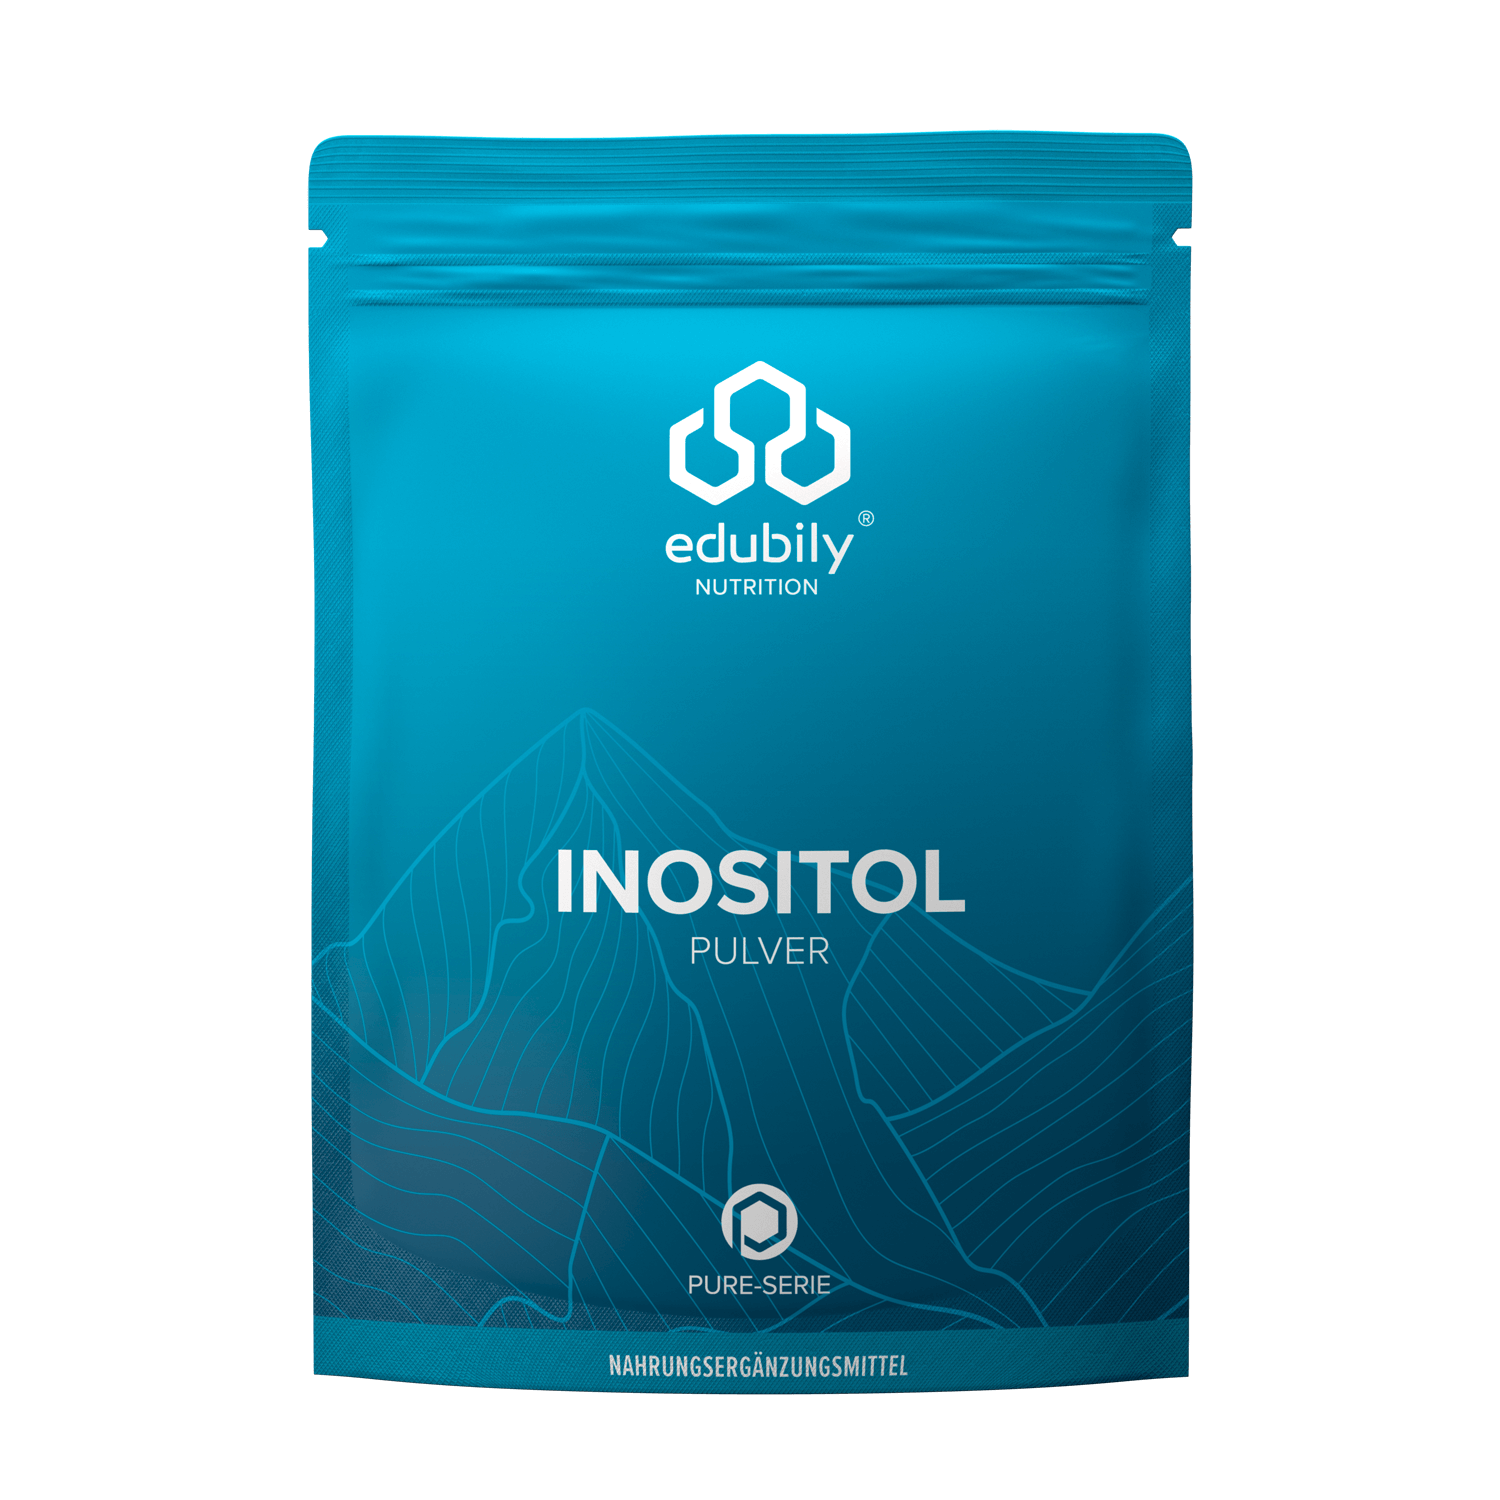 edubily®
NUTRITION
INOSITOL
PULVER
PURE-SERIE
NAHRUNGSERGÄNZUNGSMITTEL